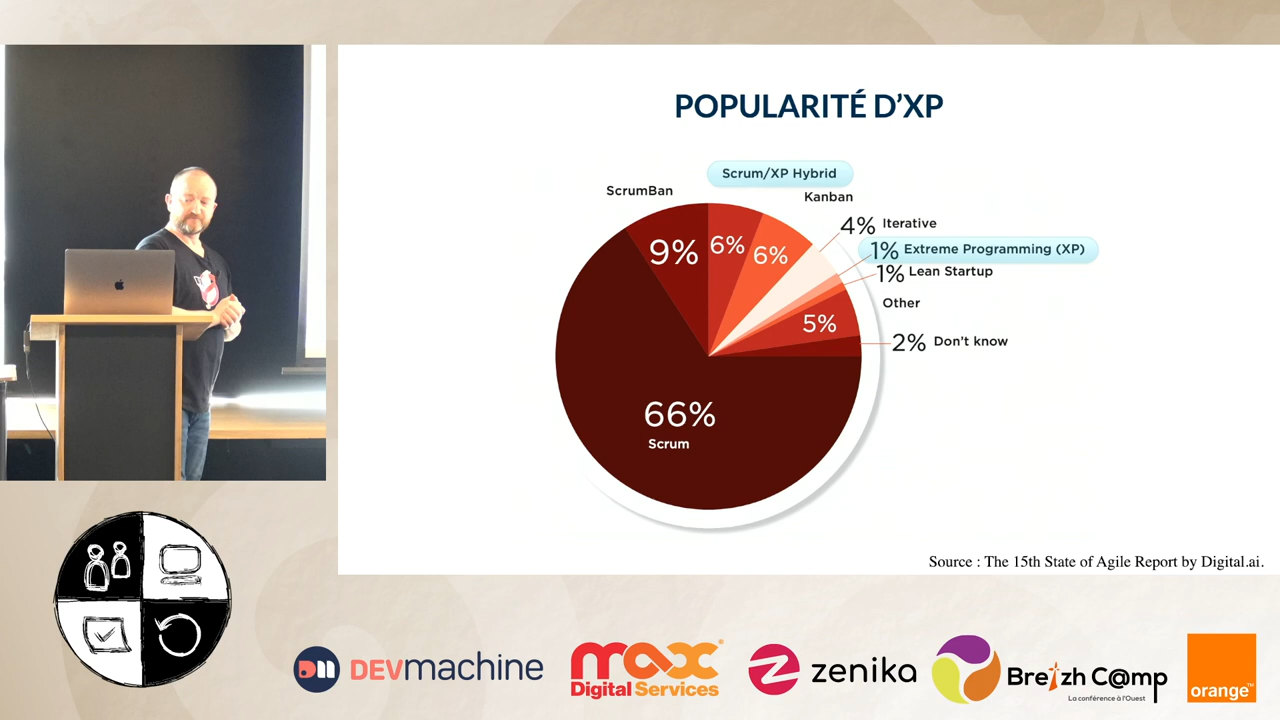 POPULARITÉ D'XP
Scrum/XP Hybrid
ScrumBan
Kanban
4% Iterative
9%
6%
6%
1% Extreme Programming (XP)
1% Lean Startup
Other
5%
2% Don't know
66%
Scrum
Source : The 15th State of Agile Report by Digital.ai.
DEVmachine
max
Digital Services
zenika
Breizh C@mp
La conférence à l'Ouest
orange™